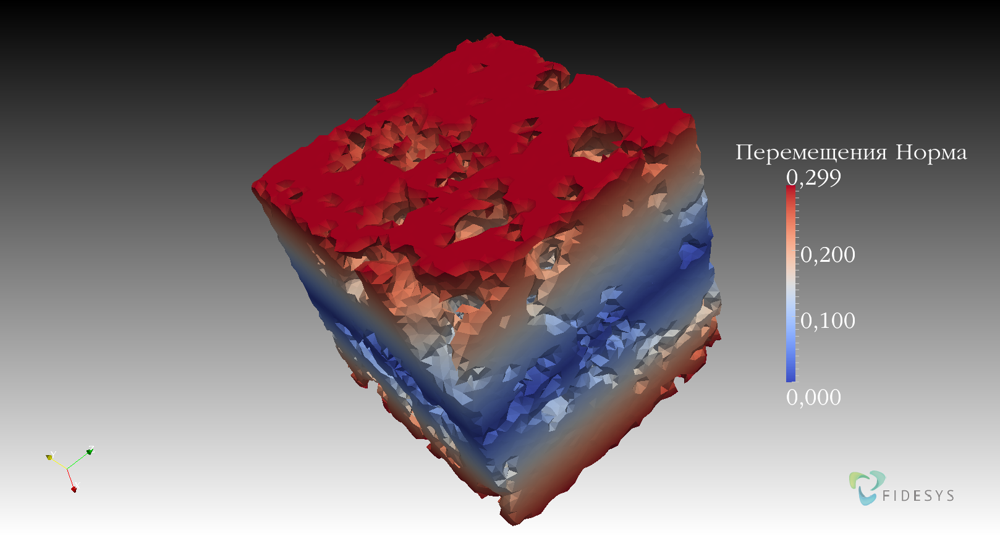 Перемещения Норма
0,299
0,200
0,100
0,000
Y
Z
X
FIDESYS